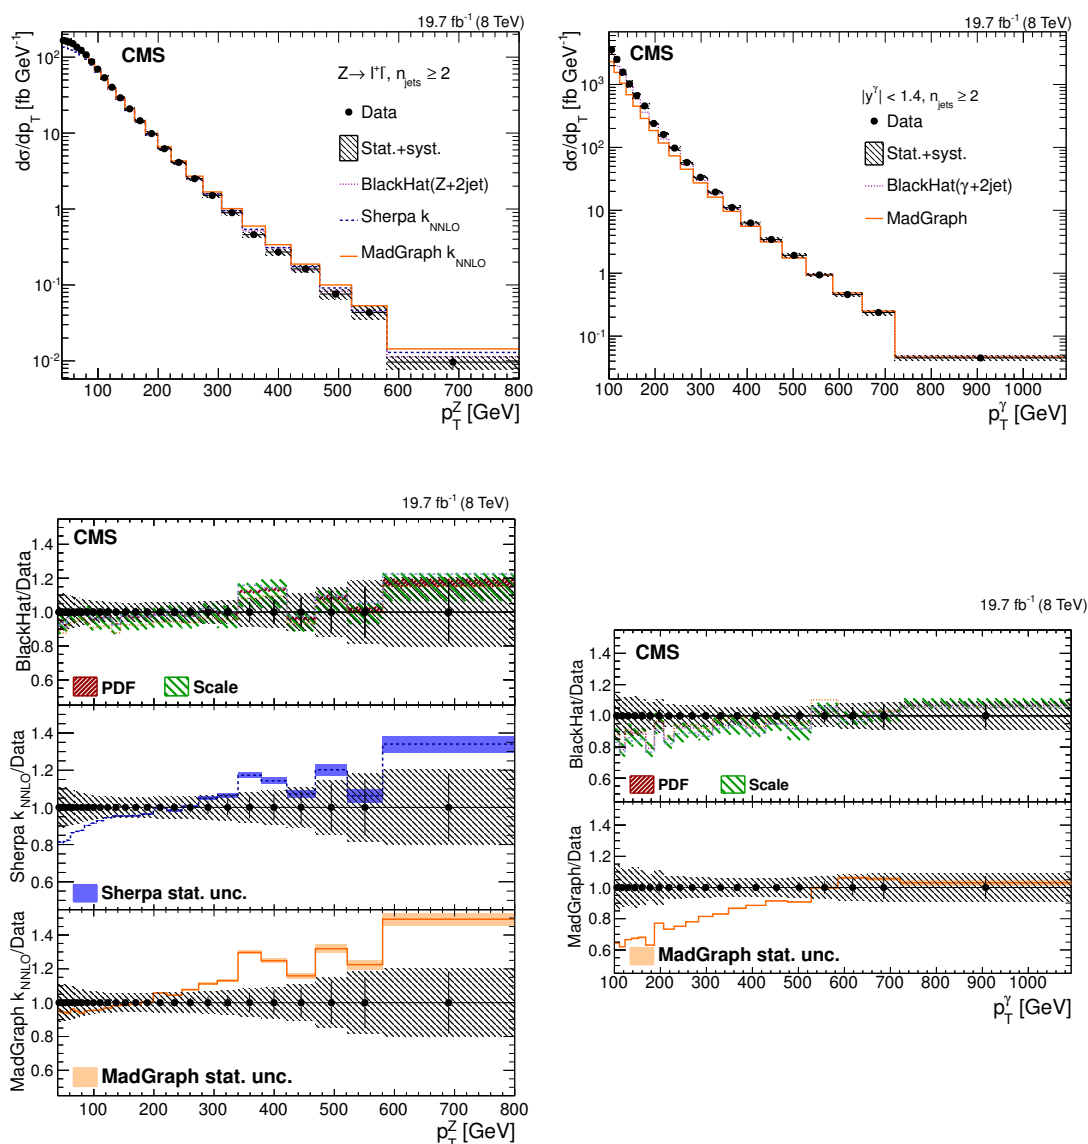 19.7 fb⁻¹ (8 TeV)
CMS
Z→ l⁺l⁻, n_jets ≥ 2
Data
Stat.+syst.
BlackHat(Z+2jet)
Sherpa k_NNLO
MadGraph k_NNLO
dσ/dp_T [fb GeV⁻¹]
10²
10
1
10⁻¹
10⁻²
100 200 300 400 500 600 700 800
p_T^Z [GeV]
19.7 fb⁻¹ (8 TeV)
CMS
|y^γ| < 1.4, n_jets ≥ 2
Data
Stat.+syst.
BlackHat(γ+2jet)
MadGraph
dσ/dp_T [fb GeV⁻¹]
10³
10²
10
1
10⁻¹
100 200 300 400 500 600 700 800 900 1000
p_T^γ [GeV]
19.7 fb⁻¹ (8 TeV)
CMS
BlackHat/Data
1.4
1.2
1.0
0.8
0.6
PDF
Scale
Sherpa k_NNLO/Data
1.4
1.2
1.0
0.8
0.6
Sherpa stat. unc.
MadGraph k_NNLO/Data
1.4
1.2
1.0
0.8
0.6
MadGraph stat. unc.
100 200 300 400 500 600 700 800
p_T^Z [GeV]
19.7 fb⁻¹ (8 TeV)
CMS
BlackHat/Data
1.4
1.2
1.0
0.8
0.6
PDF
Scale
MadGraph/Data
1.4
1.2
1.0
0.8
0.6
MadGraph stat. unc.
100 200 300 400 500 600 700 800 900 1000
p_T^γ [GeV]